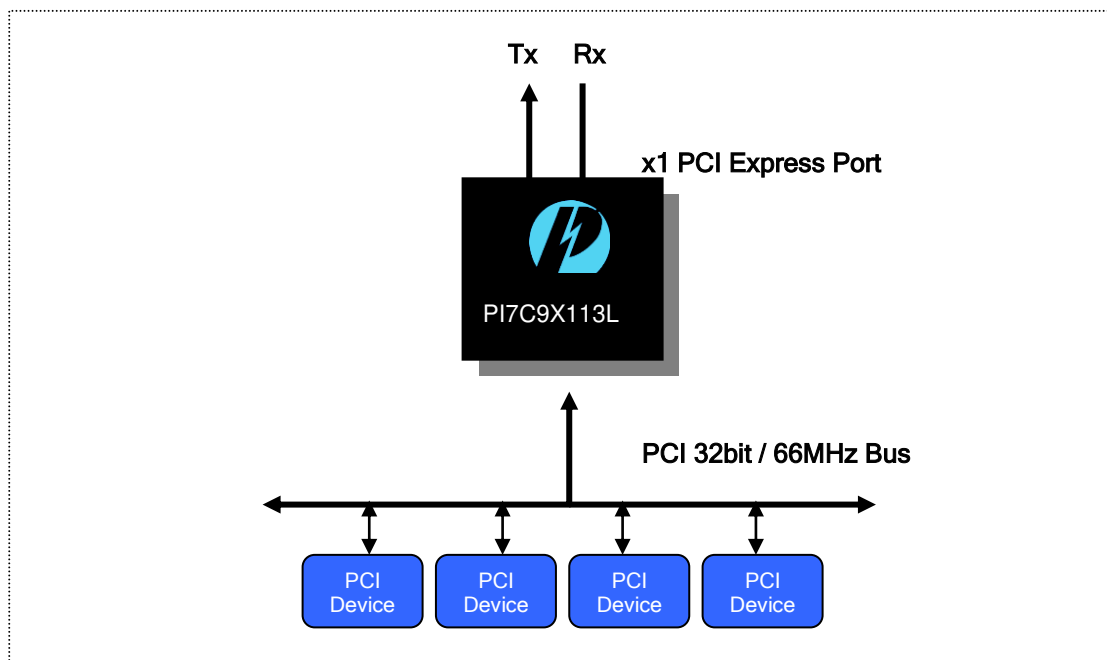 Tx Rx
x1 PCI Express Port
PI7C9X113L
PCI 32bit / 66MHz Bus
PCI
Device
PCI
Device
PCI
Device
PCI
Device